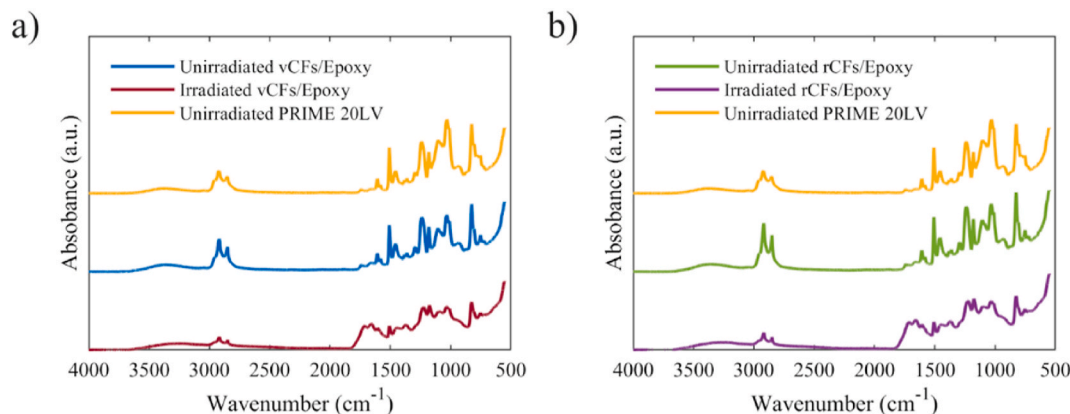 a)
Unirradiated vCFs/Epoxy
Irradiated vCFs/Epoxy
Unirradiated PRIME 20LV
Absobance (a.u.)
4000 3500 3000 2500 2000 1500 1000 500
Wavenumber (cm⁻¹)
b)
Unirradiated rCFs/Epoxy
Irradiated rCFs/Epoxy
Unirradiated PRIME 20LV
Absobance (a.u.)
4000 3500 3000 2500 2000 1500 1000 500
Wavenumber (cm⁻¹)